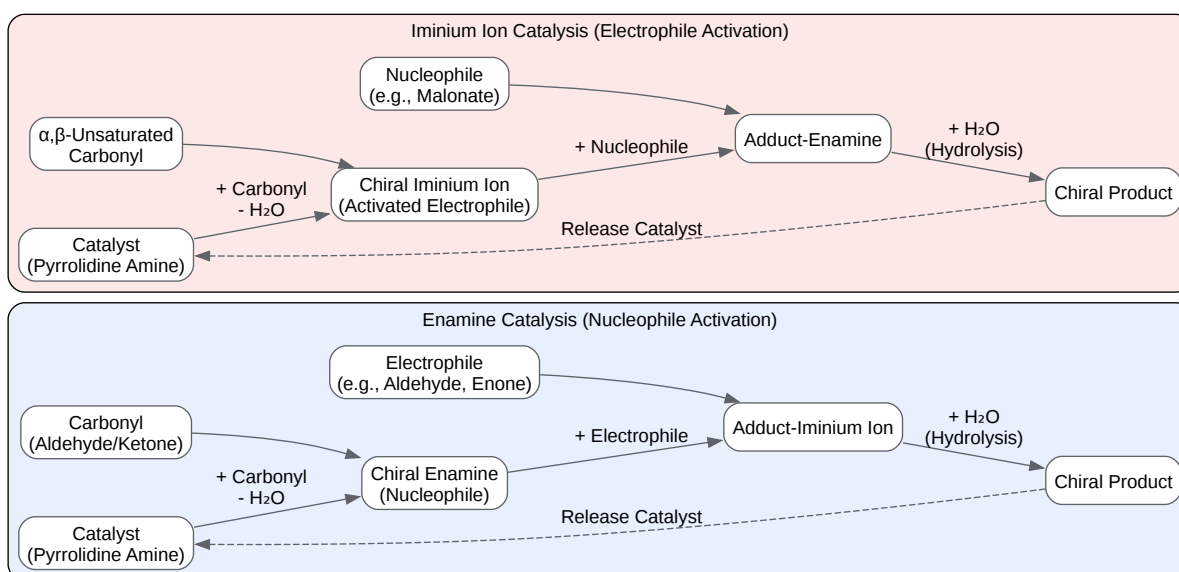 Iminium Ion Catalysis (Electrophile Activation)
Nucleophile
(e.g., Malonate)
α,β-Unsaturated
Carbonyl
+ Nucleophile
Adduct-Enamine
+ H₂O
(Hydrolysis)
+ Carbonyl
- H₂O
Chiral Iminium Ion
(Activated Electrophile)
Chiral Product
Catalyst
(Pyrrolidine Amine)
Release Catalyst
Enamine Catalysis (Nucleophile Activation)
Electrophile
(e.g., Aldehyde, Enone)
Carbonyl
(Aldehyde/Ketone)
+ Electrophile
Adduct-Iminium Ion
+ H₂O
(Hydrolysis)
+ Carbonyl
- H₂O
Chiral Enamine
(Nucleophile)
Chiral Product
Catalyst
(Pyrrolidine Amine)
Release Catalyst